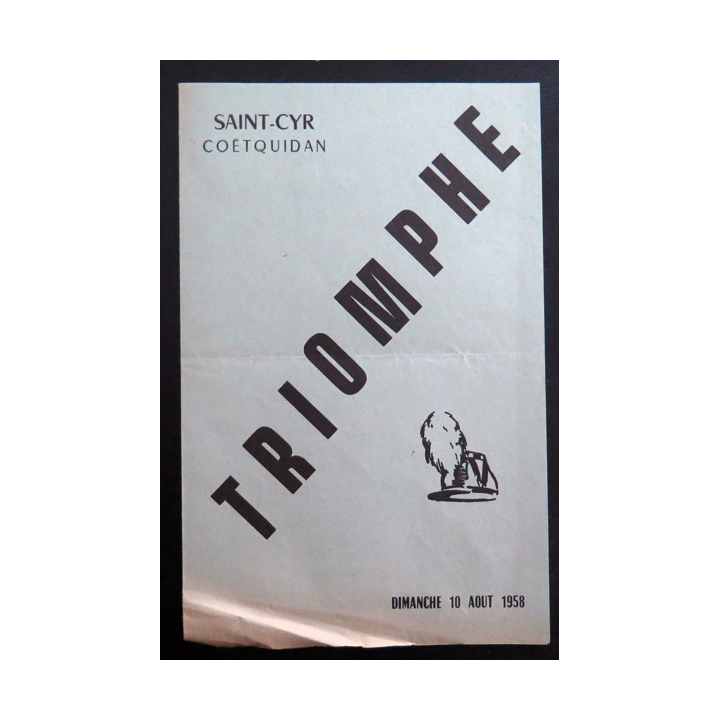 SAINT-CYR
COËTQUIDAN
TRIOMPHE
DIMANCHE 10 AOUT 1958